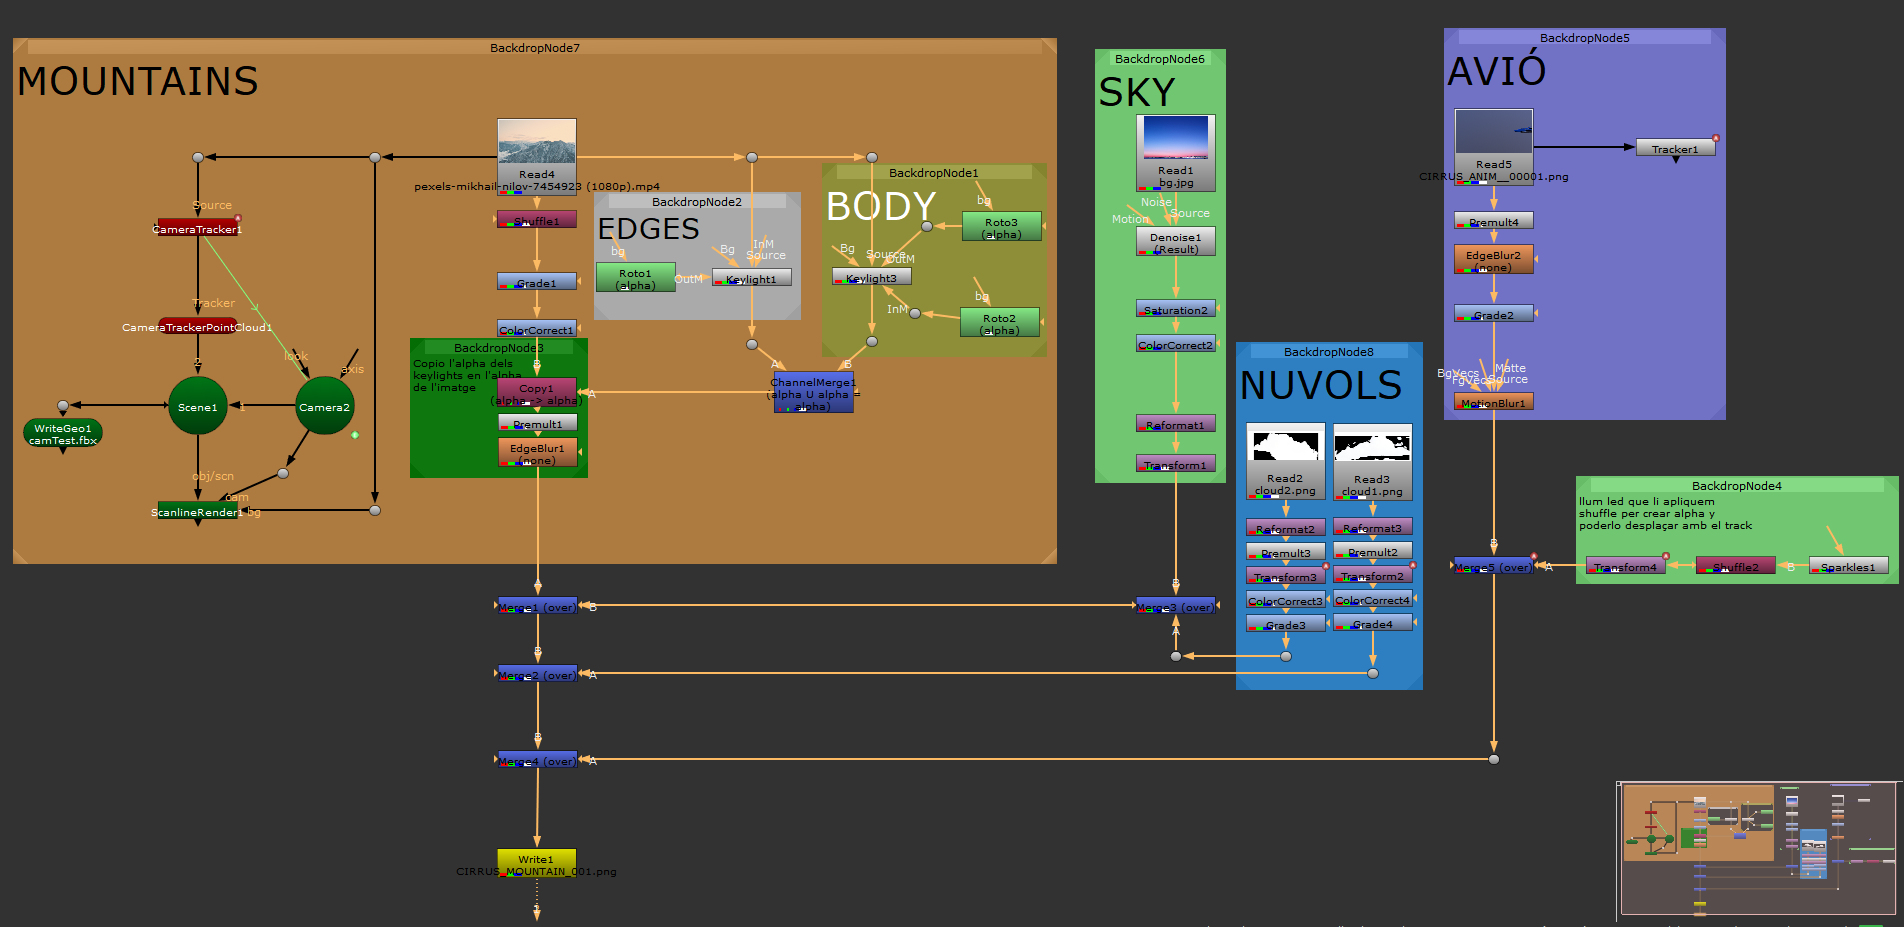 BackdropNode7
MOUNTAINS
Read4
pexels-mikhail-nilov-7454923 (1080p).mp4
Source
CameraTracker1
Tracker
CameraTrackerPointCloud1
2
look
axis
Scene1
1
Camera2
WriteGeo1
camTest.fbx
obj/scn
cam
ScanlineRender1
bg
Shuffle1
Grade1
ColorCorrect1
BackdropNode2
EDGES
bg
Roto1
(alpha)
OutM
Bg
InM
Source
Keylight1
BackdropNode1
BODY
bg
Roto3
(alpha)
Bg
Source
OutM
Keylight3
InM
bg
Roto2
(alpha)
BackdropNode3
Copio l'alpha dels
keylights en l'alpha
de l'imatge
B
Copy1
(alpha -> alpha)
A
Premult1
EdgeBlur1
(none)
A
B
ChannelMerge1
(alpha U alpha =
alpha)
BackdropNode6
SKY
Read1
bg.jpg
Noise
Motion
Source
Denoise1
(Result)
Saturation2
ColorCorrect2
Reformat1
Transform1
BackdropNode8
NUVOLS
Read2
cloud2.png
Read3
cloud1.png
Reformat2
Reformat3
Premult3
Premult2
Transform3
Transform2
ColorCorrect3
ColorCorrect4
Grade3
Grade4
BackdropNode5
AVIÓ
Read5
CIRRUS_ANIM__00001.png
Tracker1
Premult4
EdgeBlur2
(none)
Grade2
BgVecs
FgVecs
Matte
Source
MotionBlur1
BackdropNode4
llum led que li apliquem
shuffle per crear alpha y
poderlo desplaçar amb el track
B
Merge5 (over)
A
Transform4
Shuffle2
B
Sparkles1
A
Merge1 (over)
B
B
Merge3 (over)
A
B
Merge2 (over)
A
B
Merge4 (over)
A
Write1
CIRRUS_MOUNTAIN_001.png
1